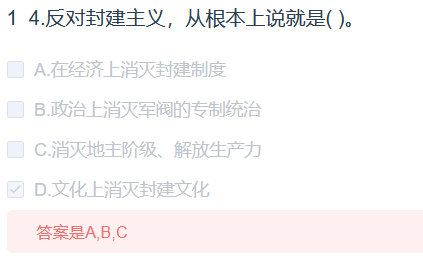 1 4.反对封建主义，从根本上说就是( )。
A.在经济上消灭封建制度
B.政治上消灭军阀的专制统治
C.消灭地主阶级、解放生产力
D.文化上消灭封建文化
答案是A,B,C